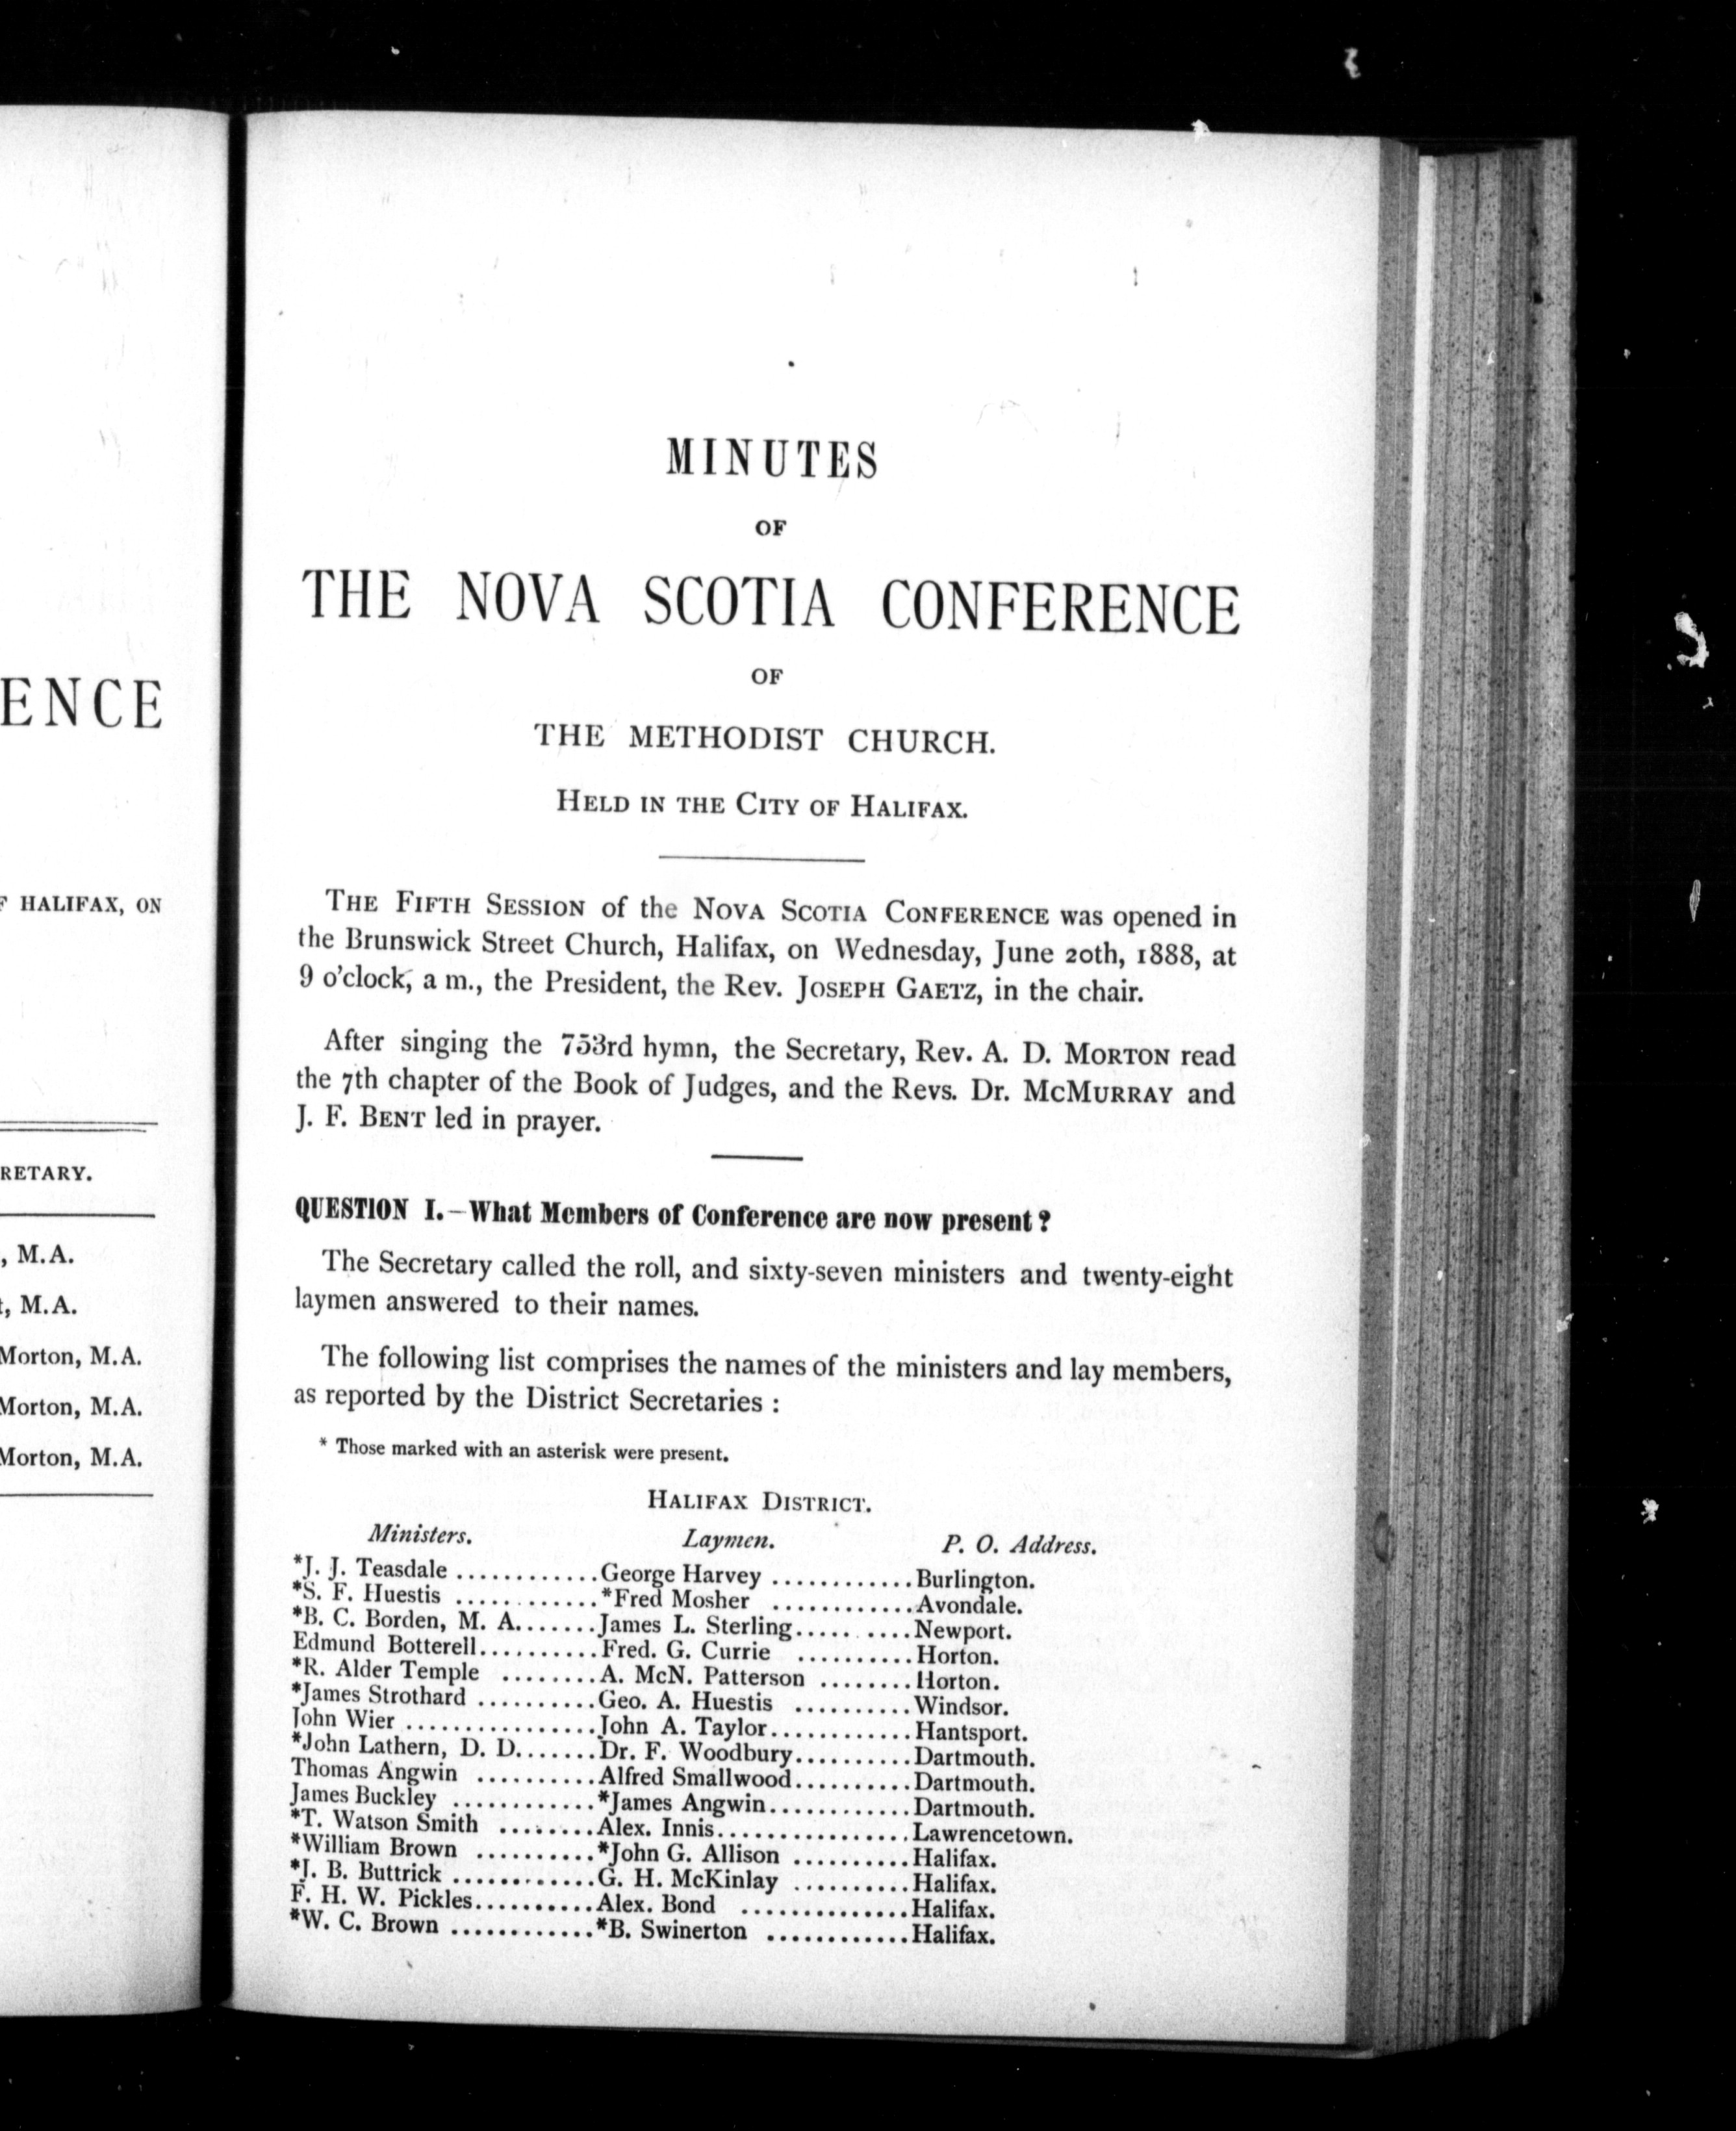 ENCE
F HALIFAX, ON
RETARY.
, M.A.
, M.A.
Morton, M.A.
Morton, M.A.
Morton, M.A.
MINUTES
OF
THE NOVA SCOTIA CONFERENCE
OF
THE METHODIST CHURCH.
HELD IN THE CITY OF HALIFAX.
THE FIFTH SESSION of the NOVA SCOTIA CONFERENCE was opened in
the Brunswick Street Church, Halifax, on Wednesday, June 20th, 1888, at
9 o'clock, a m., the President, the Rev. JOSEPH GAETZ, in the chair.
After singing the 753rd hymn, the Secretary, Rev. A. D. MORTON read
the 7th chapter of the Book of Judges, and the Revs. Dr. MCMURRAY and
J. F. BENT led in prayer.
QUESTION I.—What Members of Conference are now present?
The Secretary called the roll, and sixty-seven ministers and twenty-eight
laymen answered to their names.
The following list comprises the names of the ministers and lay members,
as reported by the District Secretaries :
* Those marked with an asterisk were present.
HALIFAX DISTRICT.
Ministers. Laymen. P. O. Address.
*J. J. Teasdale ............George Harvey ............Burlington.
*S. F. Huestis ............*Fred Mosher ............Avondale.
*B. C. Borden, M. A.......James L. Sterling..........Newport.
Edmund Botterell..........Fred. G. Currie ..........Horton.
*R. Alder Temple ........A. McN. Patterson ........Horton.
*James Strothard ..........Geo. A. Huestis ..........Windsor.
John Wier ................John A. Taylor............Hantsport.
*John Lathern, D. D.......Dr. F. Woodbury..........Dartmouth.
Thomas Angwin ..........Alfred Smallwood..........Dartmouth.
James Buckley ............*James Angwin............Dartmouth.
*T. Watson Smith ........Alex. Innis................Lawrencetown.
*William Brown ..........*John G. Allison ..........Halifax.
*J. B. Buttrick ............G. H. McKinlay ..........Halifax.
F. H. W. Pickles..........Alex. Bond ..............Halifax.
*W. C. Brown ............*B. Swinerton ............Halifax.